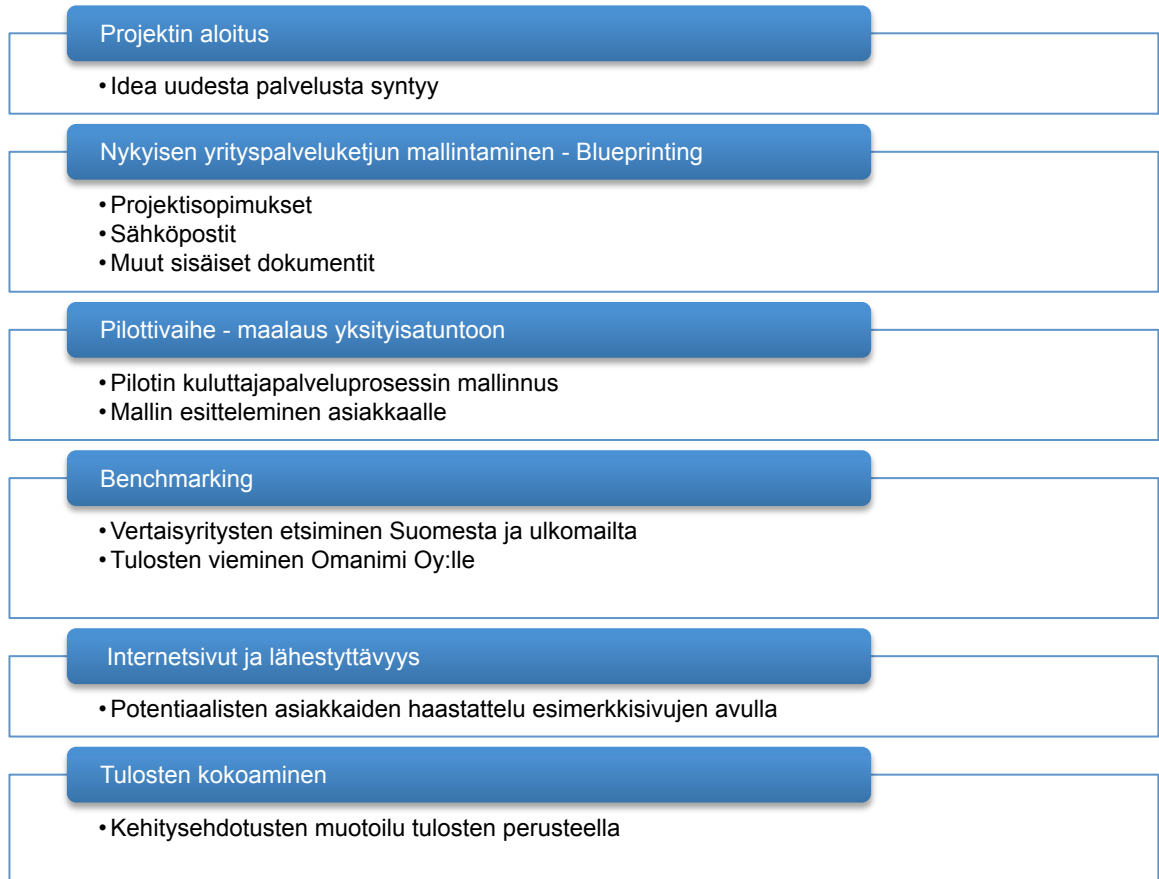 Projektin aloitus
• Idea uudesta palvelusta syntyy
Nykyisen yrityspalveluketjun mallintaminen - Blueprinting
• Projektisopimukset
• Sähköpostit
• Muut sisäiset dokumentit
Pilottivaihe - maalaus yksityisatuntoon
• Pilotin kuluttajapalveluprosessin mallinnus
• Mallin esitteleminen asiakkaalle
Benchmarking
• Vertaisyritysten etsiminen Suomesta ja ulkomailta
• Tulosten vieminen Omanimi Oy:lle
Internetsivut ja lähestyttävyys
• Potentiaalisten asiakkaiden haastattelu esimerkkisivujen avulla
Tulosten kokoaminen
• Kehitysehdotusten muotoilu tulosten perusteella